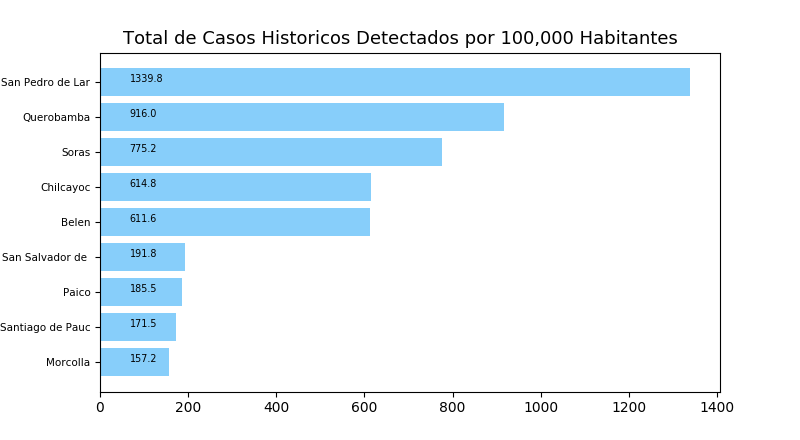 Total de Casos Historicos Detectados por 100,000 Habitantes
San Pedro de Lar 1339.8
Querobamba 916.0
Soras 775.2
Chilcayoc 614.8
Belen 611.6
San Salvador de 191.8
Paico 185.5
Santiago de Pauc 171.5
Morcolla 157.2
0 200 400 600 800 1000 1200 1400